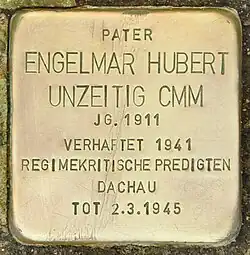 PATER
ENGELMAR HUBERT
UNZEITIG CMM
JG. 1911
VERHAFTET 1941
REGIMEKRITISCHE PREDIGTEN
DACHAU
TOT 2.3.1945